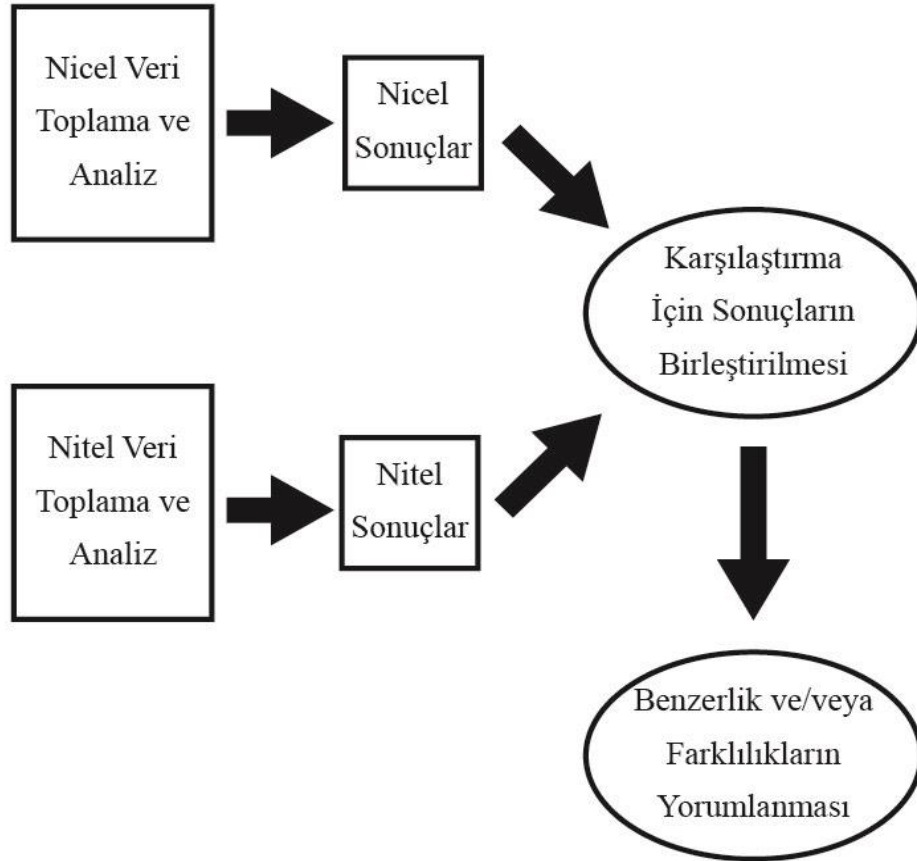 Nicel Veri
Toplama ve
Analiz
Nicel
Sonuçlar
Karşılaştırma
İçin Sonuçların
Birleştirilmesi
Nitel Veri
Toplama ve
Analiz
Nitel
Sonuçlar
Benzerlik ve/veya
Farklılıkların
Yorumlanması